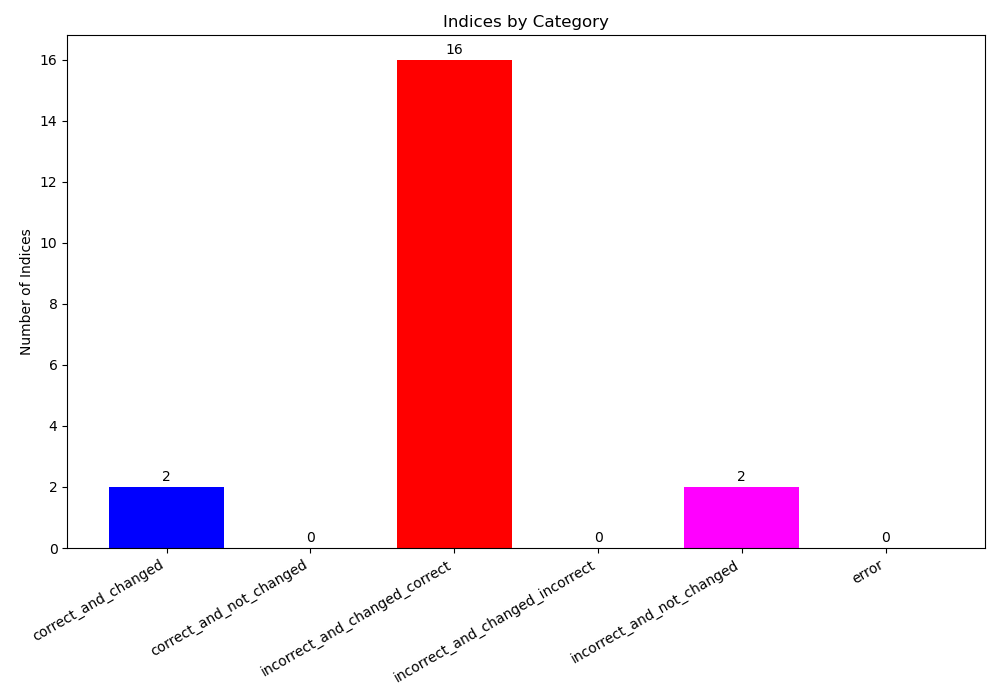 Indices by Category
Number of Indices
16
14
12
10
8
6
4
2
0
2
0
16
0
2
0
correct_and_changed
correct_and_not_changed
incorrect_and_changed_correct
incorrect_and_changed_incorrect
incorrect_and_not_changed
error